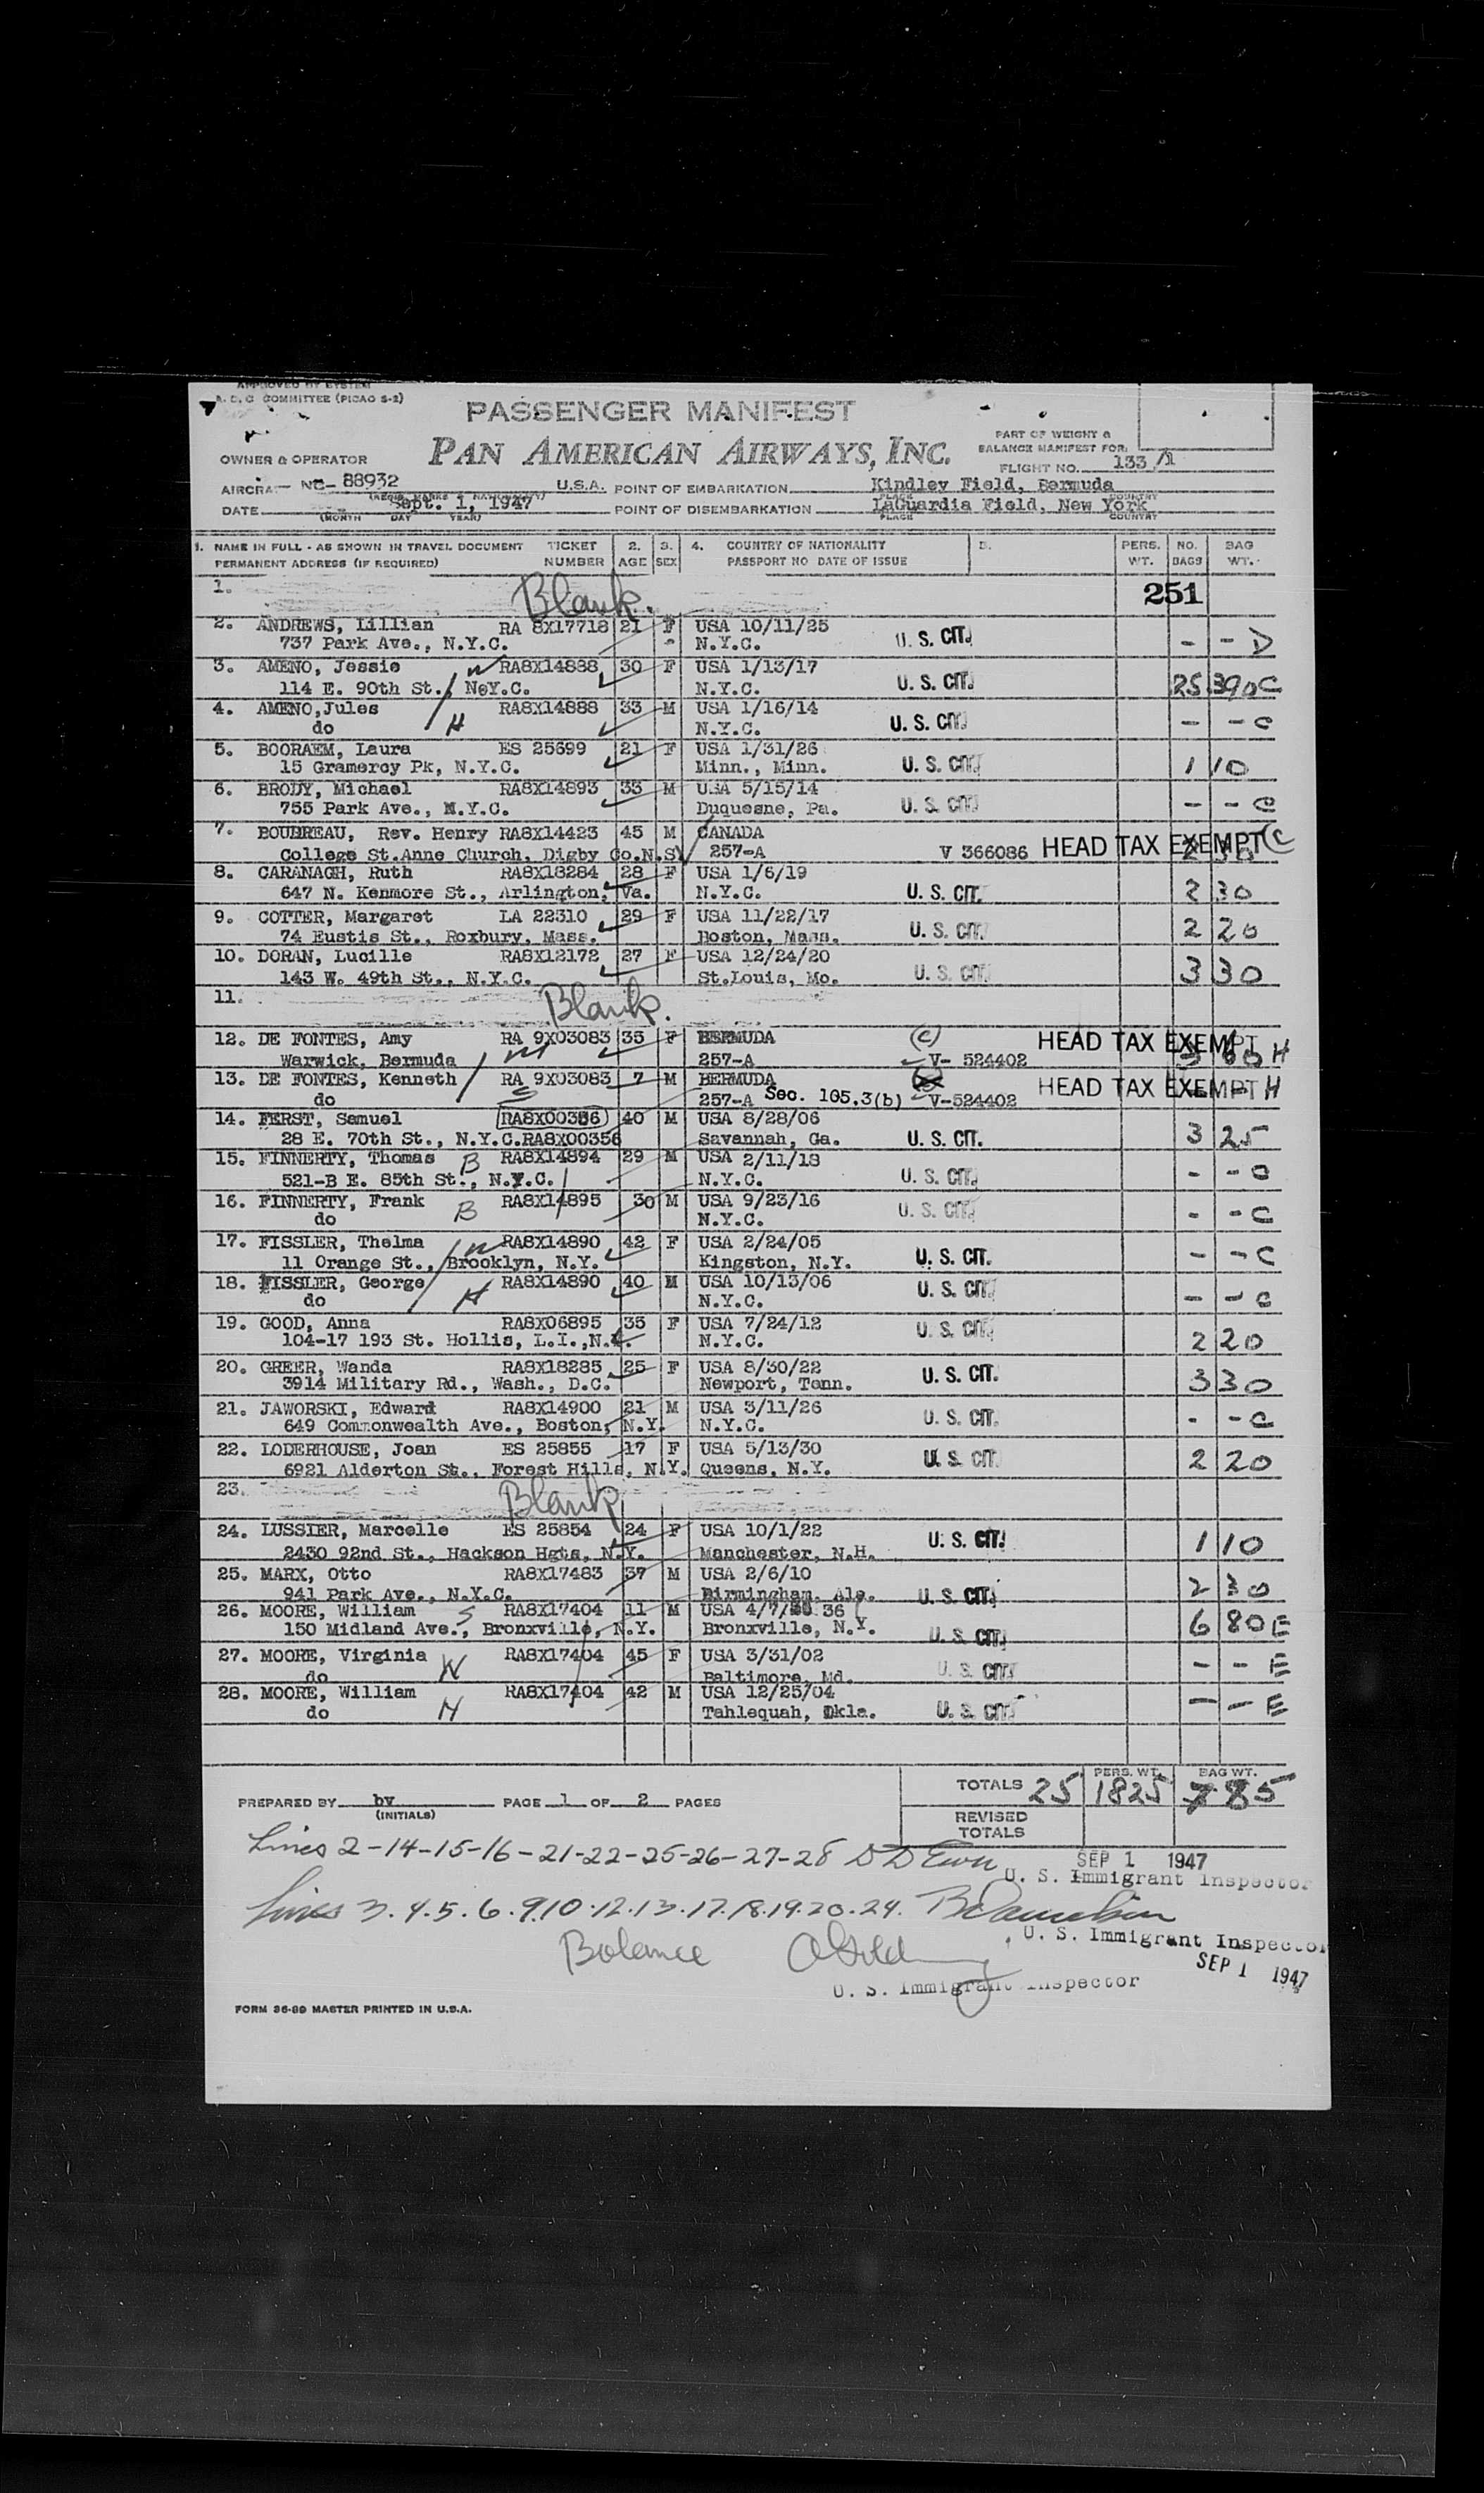 APPROVED BY SYSTEM
A. D. C COMMITTEE (PICAO S-2)
PASSENGER MANIFEST
PAN AMERICAN AIRWAYS, INC.
PART OF WEIGHT &
BALANCE MANIFEST FOR:
FLIGHT NO. 133/1
OWNER & OPERATOR
AIRCRA NC- 88932 U.S.A. POINT OF EMBARKATION Kindley Field, Bermuda
DATE Sept. 1, 1947 POINT OF DISEMBARKATION LaGuardia Field, New York
(MONTH DAY YEAR) PLACE COUNTRY
1. NAME IN FULL - AS SHOWN IN TRAVEL DOCUMENT TICKET 2. 3. 4. COUNTRY OF NATIONALITY 5. PERS. NO. BAG
PERMANENT ADDRESS (IF REQUIRED) NUMBER AGE SEX PASSPORT NO DATE OF ISSUE WT. BAGS WT.
1. Blank. 251
2. ANDREWS, Lillian RA 8X17718 21 F USA 10/11/25 U. S. CIT.
737 Park Ave., N.Y.C. N.Y.C. - - D
3. AMENO, Jessie W RA8X14888 30 F USA 1/13/17
114 E. 90th St., NeY.C. N.Y.C. U. S. CIT. 25 390 C
4. AMENO, Jules RA8X14888 33 M USA 1/16/14
do H N.Y.C. U. S. CIT. - - C
5. BOORAEM, Laura ES 25699 21 F USA 1/31/26
15 Gramercy Pk, N.Y.C. Minn., Minn. U. S. CIT. 1 10
6. BRODY, Michael RA8X14893 33 M USA 5/15/14
755 Park Ave., N.Y.C. Duquesne, Pa. U. S. CIT. - - C
7. BOUDREAU, Rev. Henry RA8X14423 45 M CANADA
College St.Anne Church, Digby Co.N.S. 257-A V 366086 HEAD TAX EXEMPT (C
8. CARANAGH, Ruth RA8X18284 28 F USA 1/6/19
647 N. Kenmore St., Arlington, Va. N.Y.C. U. S. CIT. 2 30
9. COTTER, Margaret LA 22310 29 F USA 11/22/17
74 Eustis St., Roxbury, Mass. Boston, Mass. U. S. CIT. 2 20
10. DORAN, Lucille RA8X12172 27 F USA 12/24/20
143 W. 49th St., N.Y.C. St.Louis, Mo. U. S. CIT. 3 30
11. Blank.
12. DE FONTES, Amy RA 9X03083 35 F BERMUDA (C) HEAD TAX EXEMPT
Warwick, Bermuda W 257-A V- 524402 60 H
13. DE FONTES, Kenneth RA 9X03083 7 M BERMUDA HEAD TAX EXEMPT H
do S 257-A Sec. 105.3(b) V-524402
14. FERST, Samuel RA8X00356 40 M USA 8/28/06
28 E. 70th St., N.Y.C.RA8X00356 Savannah, Ga. U. S. CIT. 3 25
15. FINNERTY, Thomas B RA8X14894 29 M USA 2/11/18
521-B E. 85th St., N.Y.C. N.Y.C. U. S. CIT. - - C
16. FINNERTY, Frank B RA8X14895 30 M USA 9/23/16
do N.Y.C. U. S. CIT. - - C
17. FISSLER, Thelma W RA8X14890 42 F USA 2/24/05
11 Orange St., Brooklyn, N.Y. Kingston, N.Y. U. S. CIT. - - C
18. FISSLER, George RA8X14890 40 M USA 10/13/06
do H N.Y.C. U. S. CIT. - - C
19. GOOD, Anna RA8X06895 35 F USA 7/24/12
104-17 193 St. Hollis, L.I.,N.Y. N.Y.C. U. S. CIT. 2 20
20. GREER, Wanda RA8X18285 25 F USA 8/30/22
3914 Military Rd., Wash., D.C. Newport, Tenn. U. S. CIT. 3 30
21. JAWORSKI, Edward RA8X14900 21 M USA 3/11/26
649 Commonwealth Ave., Boston, N.Y. N.Y.C. U. S. CIT. - - C
22. LODERHOUSE, Joan ES 25855 17 F USA 5/13/30
6921 Alderton St., Forest Hills, N.Y. Queens, N.Y. U. S. CIT 2 20
23. Blank
24. LUSSIER, Marcelle ES 25854 24 F USA 10/1/22
2430 92nd St., Hackson Hgts, N.Y. Manchester, N.H. U. S. CIT. 1 10
25. MARX, Otto RA8X17483 37 M USA 2/6/10
941 Park Ave., N.Y.C. Birmingham, Ala. U. S. CIT. 2 30
26. MOORE, William S RA8X17404 11 M USA 4/7/ 36
150 Midland Ave., Bronxville, N.Y. Bronxville, N.Y. U. S. CIT. 6 80 E
27. MOORE, Virginia W RA8X17404 45 F USA 3/31/02
do Baltimore, Md. U. S. CIT. - - E
28. MOORE, William H RA8X17404 42 M USA 12/25/04
do Tahlequah, Okla. U. S. CIT. - - E
PERS. WT. BAG WT.
TOTALS 25 1825 785
PREPARED BY bv PAGE 1 OF 2 PAGES
(INITIALS)
REVISED
TOTALS
Lines 2-14-15-16-21-22-25-26-27-28
SEP 1 1947
U. S. Immigrant Inspector
Lines 3.4.5.6.9.10.12.13.17.18.19.20.24.
U. S. Immigrant Inspector
SEP 1 1947
Balance
U. S. Immigrant Inspector
FORM 36-89 MASTER PRINTED IN U.S.A.